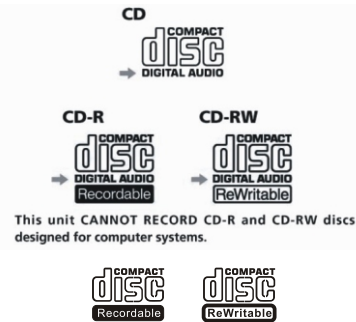 CD
COMPACT
disc
DIGITAL AUDIO
CD-R CD-RW
COMPACT COMPACT
disc disc
DIGITAL AUDIO DIGITAL AUDIO
Recordable ReWritable
This unit CANNOT RECORD CD-R and CD-RW discs
designed for computer systems.
COMPACT COMPACT
disc disc
Recordable ReWritable